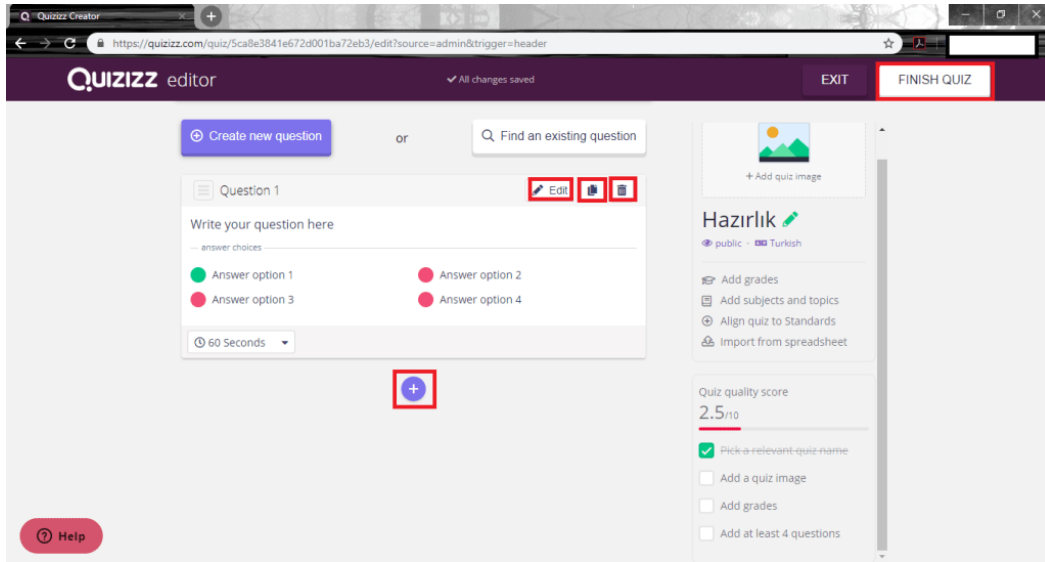 Quizizz Creator
https://quizizz.com/quiz/5ca8e3841e672d001ba72eb3/edit?source=admin&trigger=header
QUIZIZZ editor
All changes saved
EXIT
FINISH QUIZ
Create new question
or
Find an existing question
Question 1
Edit
Write your question here
answer choices
Answer option 1
Answer option 2
Answer option 3
Answer option 4
60 Seconds
+ Add quiz image
Hazırlık
public · Turkish
Add grades
Add subjects and topics
Align quiz to Standards
Import from spreadsheet
Quiz quality score
2.5/10
Pick a relevant quiz name
Add a quiz image
Add grades
Add at least 4 questions
Help